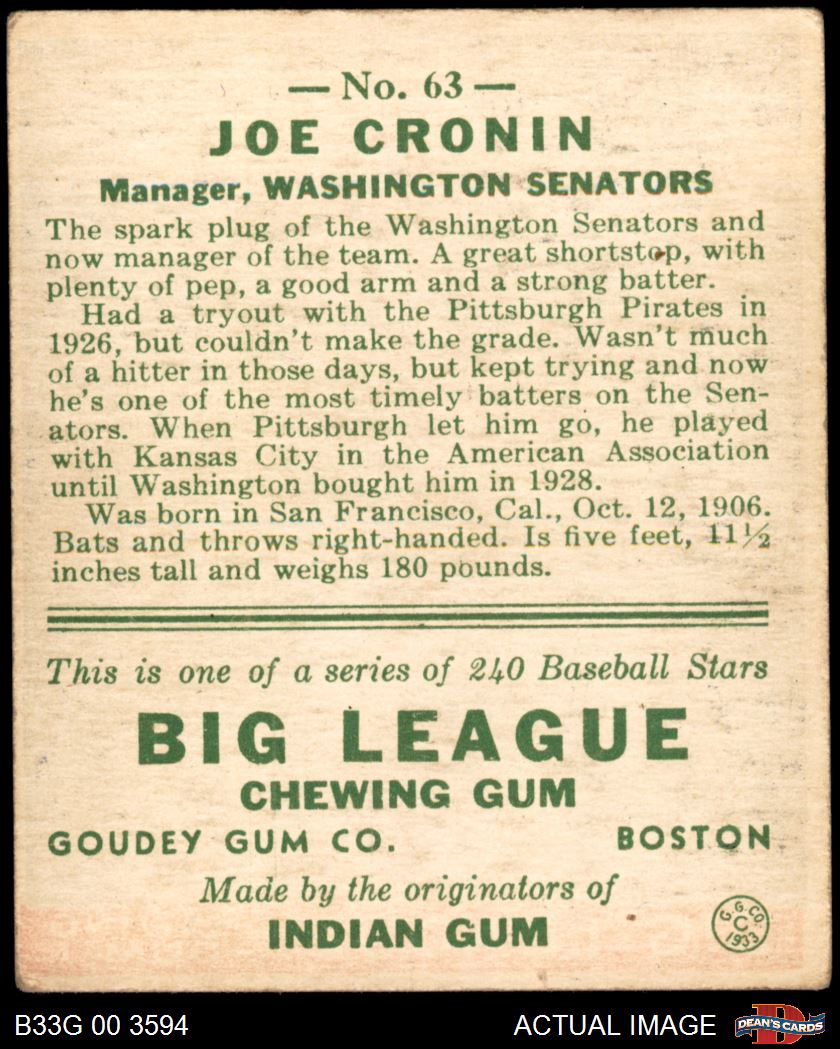 — No. 63 —
JOE CRONIN
Manager, WASHINGTON SENATORS
The spark plug of the Washington Senators and
now manager of the team. A great shortstop, with
plenty of pep, a good arm and a strong batter.
Had a tryout with the Pittsburgh Pirates in
1926, but couldn't make the grade. Wasn't much
of a hitter in those days, but kept trying and now
he's one of the most timely batters on the Sen-
ators. When Pittsburgh let him go, he played
with Kansas City in the American Association
until Washington bought him in 1928.
Was born in San Francisco, Cal., Oct. 12, 1906.
Bats and throws right-handed. Is five feet, 11½
inches tall and weighs 180 pounds.
This is one of a series of 240 Baseball Stars
BIG LEAGUE
CHEWING GUM
GOUDEY GUM CO. BOSTON
Made by the originators of
INDIAN GUM
G. G. CO.
C
1933
B33G 00 3594 ACTUAL IMAGE DEAN'S CARDS